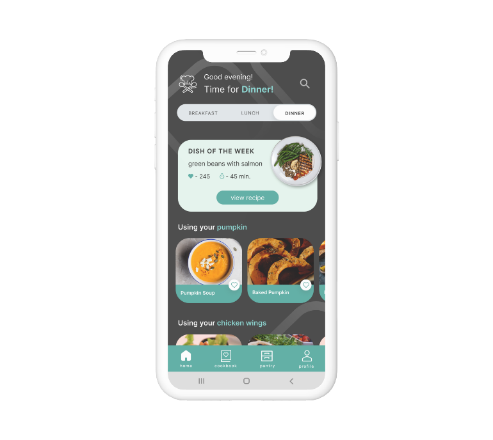 Good evening!
Time for Dinner!
BREAKFAST LUNCH DINNER
DISH OF THE WEEK
green beans with salmon
- 245 - 45 min.
view recipe
Using your pumpkin
Pumpkin Soup Baked Pumpkin
Using your chicken wings
home cookbook pantry profile